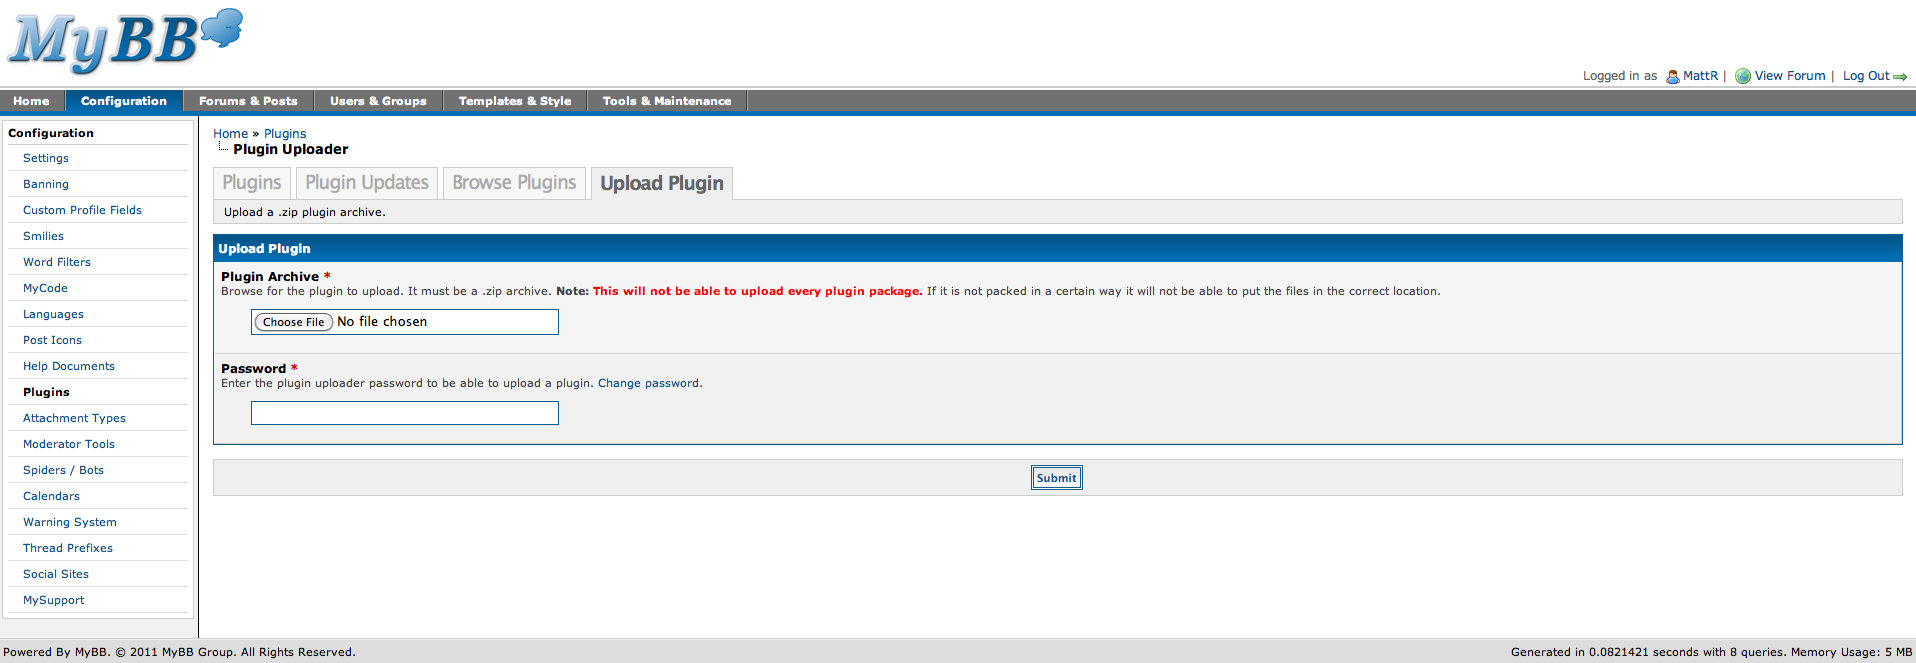 MyBB
Logged in as MattR | View Forum | Log Out
Home Configuration Forums & Posts Users & Groups Templates & Style Tools & Maintenance
Configuration
Settings
Banning
Custom Profile Fields
Smilies
Word Filters
MyCode
Languages
Post Icons
Help Documents
Plugins
Attachment Types
Moderator Tools
Spiders / Bots
Calendars
Warning System
Thread Prefixes
Social Sites
MySupport
Home » Plugins
Plugin Uploader
Plugins Plugin Updates Browse Plugins Upload Plugin
Upload a .zip plugin archive.
Upload Plugin
Plugin Archive *
Browse for the plugin to upload. It must be a .zip archive. Note: This will not be able to upload every plugin package. If it is not packed in a certain way it will not be able to put the files in the correct location.
Choose File No file chosen
Password *
Enter the plugin uploader password to be able to upload a plugin. Change password.
Submit
Powered By MyBB. © 2011 MyBB Group. All Rights Reserved.
Generated in 0.0821421 seconds with 8 queries. Memory Usage: 5 MB